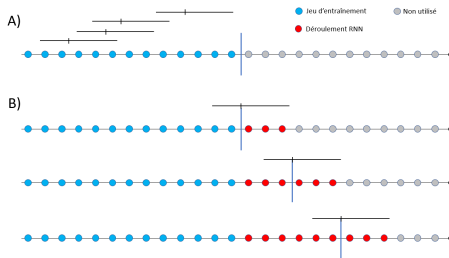 A)
Jeu d'entraînement
Non utilisé
Déroulement RNN
B)